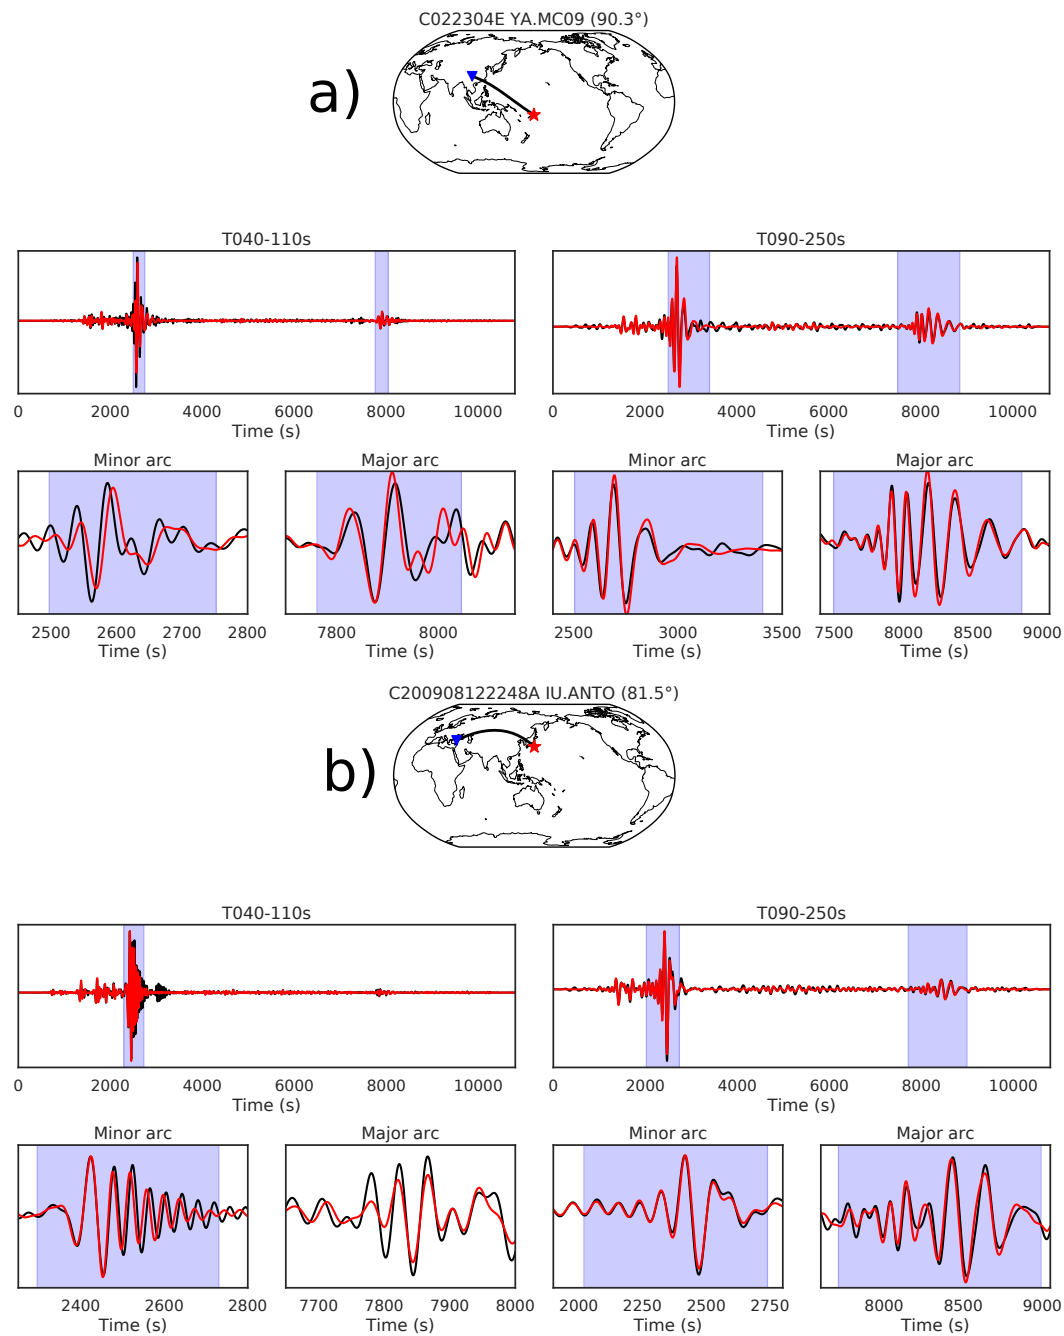 C022304E YA.MC09 (90.3°)
a)
T040-110s
T090-250s
0 2000 4000 6000 8000 10000
Time (s)
0 2000 4000 6000 8000 10000
Time (s)
Minor arc
Major arc
Minor arc
Major arc
2500 2600 2700 2800
Time (s)
7800 8000
Time (s)
2500 3000 3500
Time (s)
7500 8000 8500 9000
Time (s)
C200908122248A IU.ANTO (81.5°)
b)
T040-110s
T090-250s
0 2000 4000 6000 8000 10000
Time (s)
0 2000 4000 6000 8000 10000
Time (s)
Minor arc
Major arc
Minor arc
Major arc
2400 2500 2600 2700 2800
Time (s)
7700 7800 7900 8000
Time (s)
2000 2250 2500 2750
Time (s)
8000 8500 9000
Time (s)